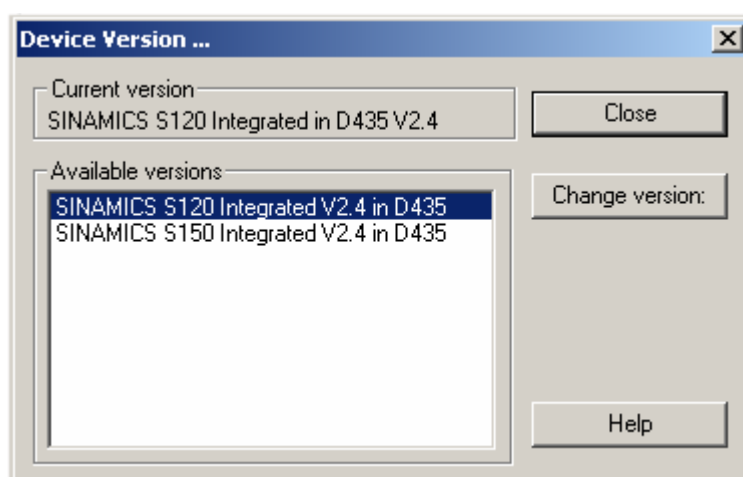 Device Version ...
Current version
SINAMICS S120 Integrated in D435 V2.4
Close
Available versions
SINAMICS S120 Integrated V2.4 in D435
SINAMICS S150 Integrated V2.4 in D435
Change version:
Help